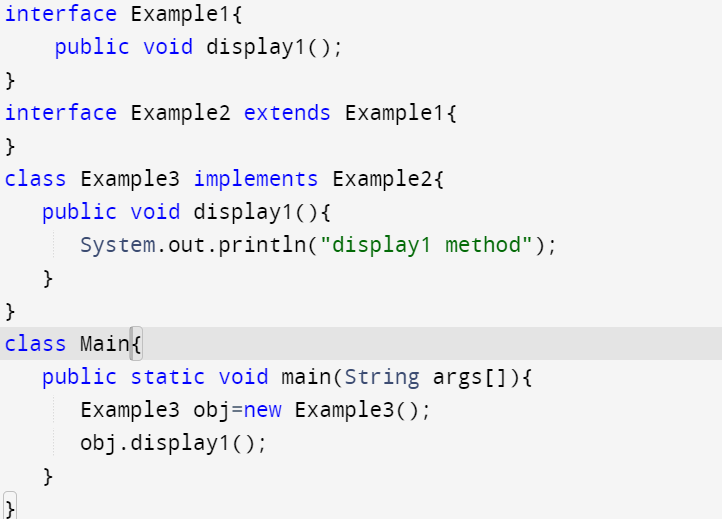 interface Example1{
    public void display1();
}
interface Example2 extends Example1{
}
class Example3 implements Example2{
   public void display1(){
      System.out.println("display1 method");
   }
}
class Main{
   public static void main(String args[]){
      Example3 obj=new Example3();
      obj.display1();
   }
}